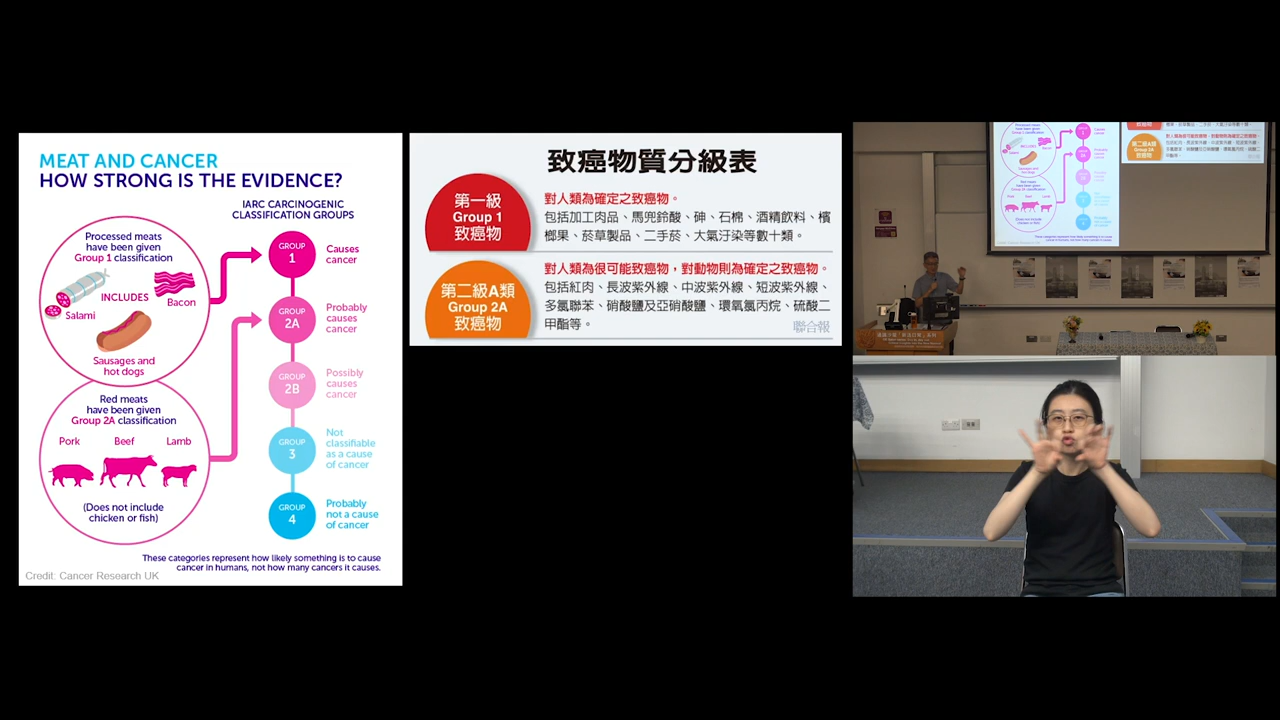 MEAT AND CANCER
HOW STRONG IS THE EVIDENCE?
IARC CARCINOGENIC
CLASSIFICATION GROUPS
Processed meats
have been given
Group 1 classification
INCLUDES
Bacon
Salami
Sausages and
hot dogs
Red meats
have been given
Group 2A classification
Pork Beef Lamb
(Does not include
chicken or fish)
GROUP
1
Causes
cancer
GROUP
2A
Probably
causes
cancer
GROUP
2B
Possibly
causes
cancer
GROUP
3
Not
classifiable
as a cause
of cancer
GROUP
4
Probably
not a cause
of cancer
These categories represent how likely something is to cause
cancer in humans, not how many cancers it causes.
Credit: Cancer Research UK
致癌物質分級表
第一級
Group 1
致癌物
對人類為確定之致癌物。
包括加工肉品、馬兜鈴酸、砷、石棉、酒精飲料、檳
榔果、菸草製品、二手菸、大氣汙染等數十類。
第二級A類
Group 2A
致癌物
對人類為很可能致癌物，對動物則為確定之致癌物。
包括紅肉、長波紫外線、中波紫外線、短波紫外線、
多氯聯苯、硝酸鹽及亞硝酸鹽、環氧氯丙烷、硫酸二
甲酯等。
聯合報